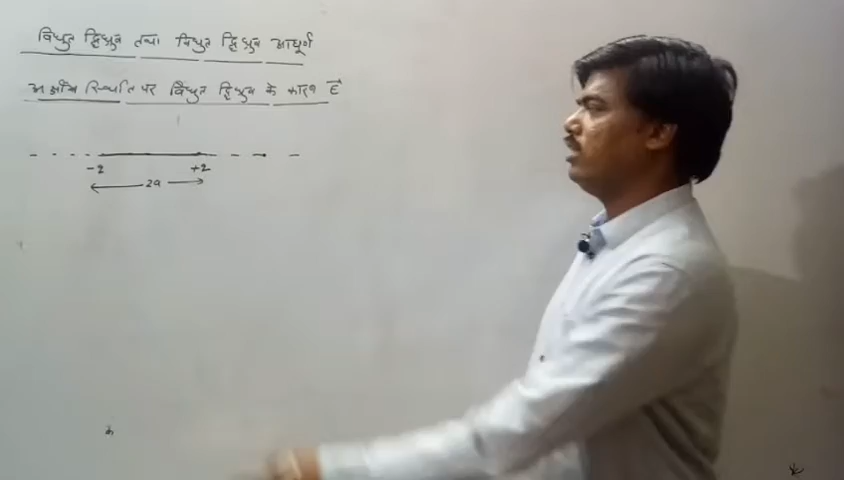 विधुत द्विध्रुव तथा विधुत द्विध्रुव आघूर्ण
अक्षीय स्थिति पर विधुत द्विध्रुव के कारण E⃗
-q +q
2a